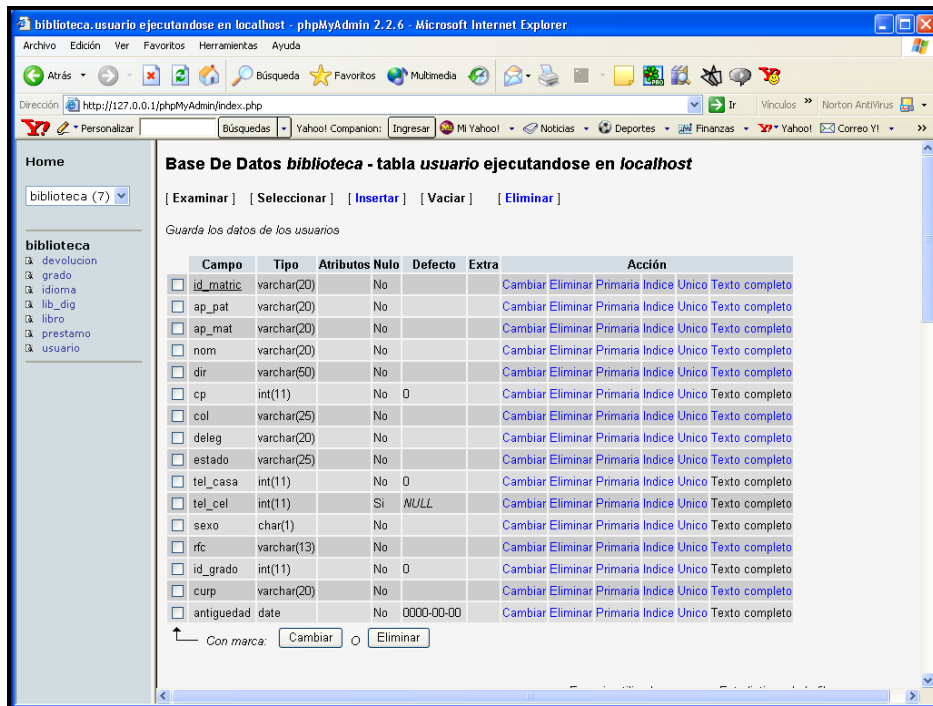 biblioteca.usuario ejecutandose en localhost - phpMyAdmin 2.2.6 - Microsoft Internet Explorer
Archivo Edición Ver Favoritos Herramientas Ayuda
Atrás Búsqueda Favoritos Multimedia
Dirección http://127.0.0.1/phpMyAdmin/index.php Ir Vínculos » Norton AntiVirus
Y! Personalizar Búsquedas Yahoo! Companion: Ingresar Mi Yahoo! Noticias Deportes Finanzas Yahoo! Correo Y! »
Home
biblioteca (7)
biblioteca
devolucion
grado
idioma
lib_dig
libro
prestamo
usuario
Base De Datos biblioteca - tabla usuario ejecutandose en localhost
[ Examinar ] [ Seleccionar ] [ Insertar ] [ Vaciar ] [ Eliminar ]
Guarda los datos de los usuarios
Campo Tipo Atributos Nulo Defecto Extra Acción
id_matric varchar(20) No Cambiar Eliminar Primaria Indice Unico Texto completo
ap_pat varchar(20) No Cambiar Eliminar Primaria Indice Unico Texto completo
ap_mat varchar(20) No Cambiar Eliminar Primaria Indice Unico Texto completo
nom varchar(20) No Cambiar Eliminar Primaria Indice Unico Texto completo
dir varchar(50) No Cambiar Eliminar Primaria Indice Unico Texto completo
cp int(11) No 0 Cambiar Eliminar Primaria Indice Unico Texto completo
col varchar(25) No Cambiar Eliminar Primaria Indice Unico Texto completo
deleg varchar(20) No Cambiar Eliminar Primaria Indice Unico Texto completo
estado varchar(25) No Cambiar Eliminar Primaria Indice Unico Texto completo
tel_casa int(11) No 0 Cambiar Eliminar Primaria Indice Unico Texto completo
tel_cel int(11) Si NULL Cambiar Eliminar Primaria Indice Unico Texto completo
sexo char(1) No Cambiar Eliminar Primaria Indice Unico Texto completo
rfc varchar(13) No Cambiar Eliminar Primaria Indice Unico Texto completo
id_grado int(11) No 0 Cambiar Eliminar Primaria Indice Unico Texto completo
curp varchar(20) No Cambiar Eliminar Primaria Indice Unico Texto completo
antiguedad date No 0000-00-00 Cambiar Eliminar Primaria Indice Unico Texto completo
Con marca: Cambiar O Eliminar